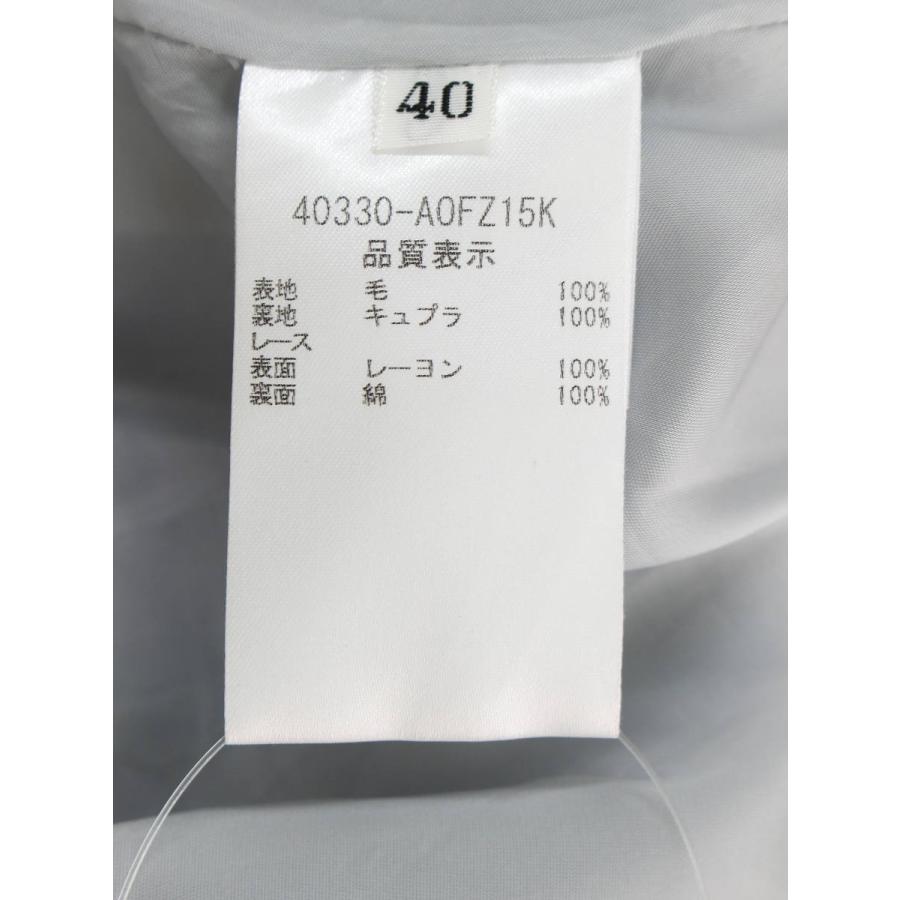 40
40330-AOFZ15K
品質表示
表地 毛 100%
裏地 キュプラ 100%
レース
表面 レーヨン 100%
裏面 綿 100%